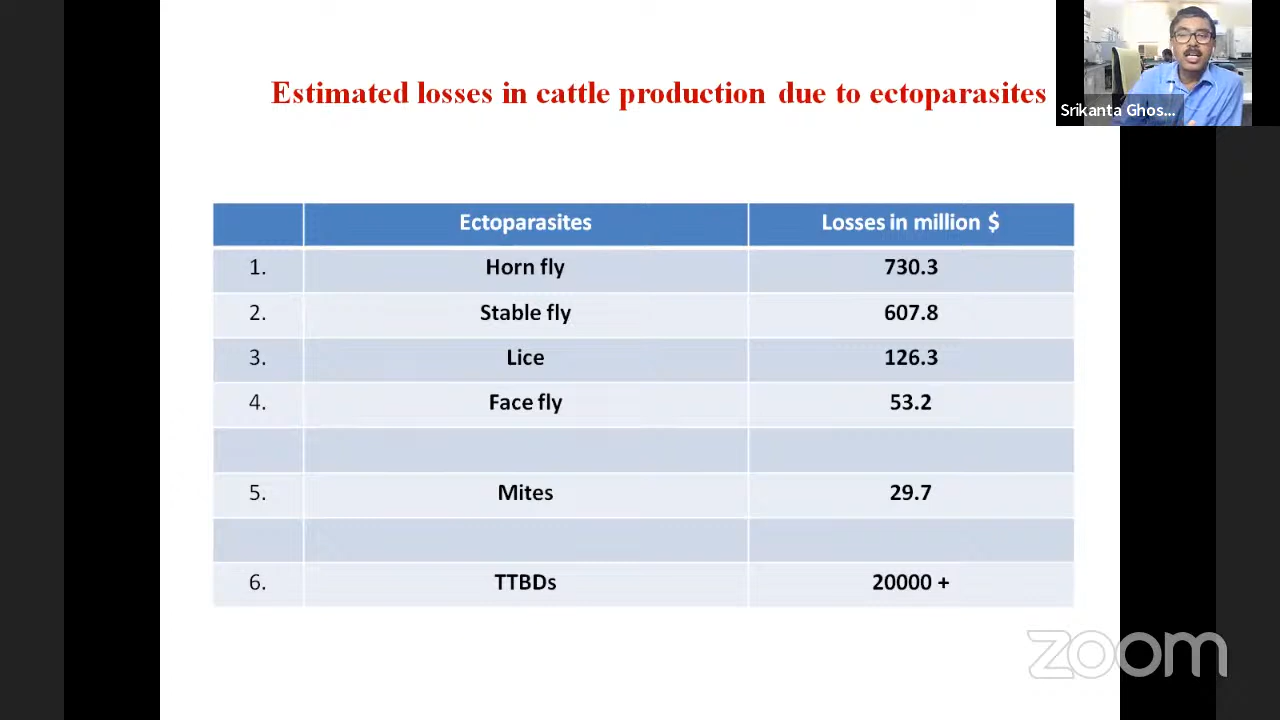 Estimated losses in cattle production due to ectoparasites
Srikanta Ghos...
Ectoparasites Losses in million $
1. Horn fly 730.3
2. Stable fly 607.8
3. Lice 126.3
4. Face fly 53.2
5. Mites 29.7
6. TTBDs 20000 +
zoom